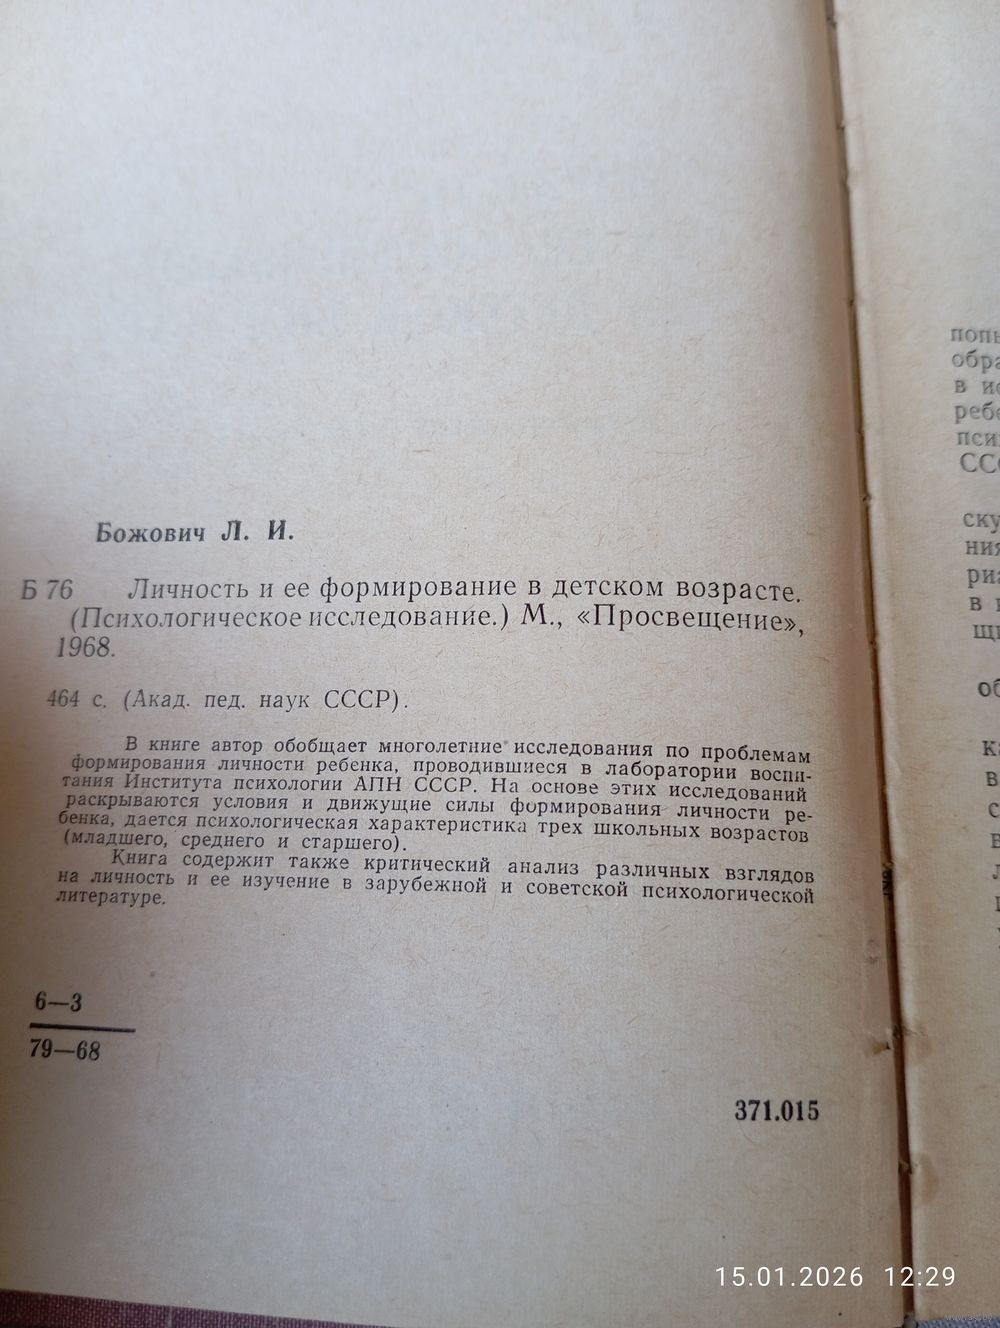 Божович Л. И.
Б 76 Личность и ее формирование в детском возрасте.
(Психологическое исследование.) М., «Просвещение»,
1968.
464 с. (Акад. пед. наук СССР).
В книге автор обобщает многолетние исследования по проблемам
формирования личности ребенка, проводившиеся в лаборатории воспи-
тания Института психологии АПН СССР. На основе этих исследований
раскрываются условия и движущие силы формирования личности ре-
бенка, дается психологическая характеристика трех школьных возрастов
(младшего, среднего и старшего).
Книга содержит также критический анализ различных взглядов
на личность и ее изучение в зарубежной и советской психологической
литературе.
6—3
79—68
371.015
15.01.2026 12:29